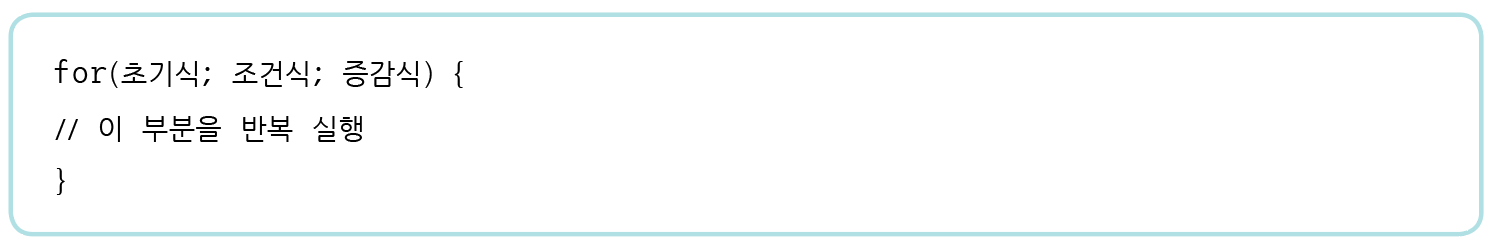 for(초기식; 조건식; 증감식) {
// 이 부분을 반복 실행
}